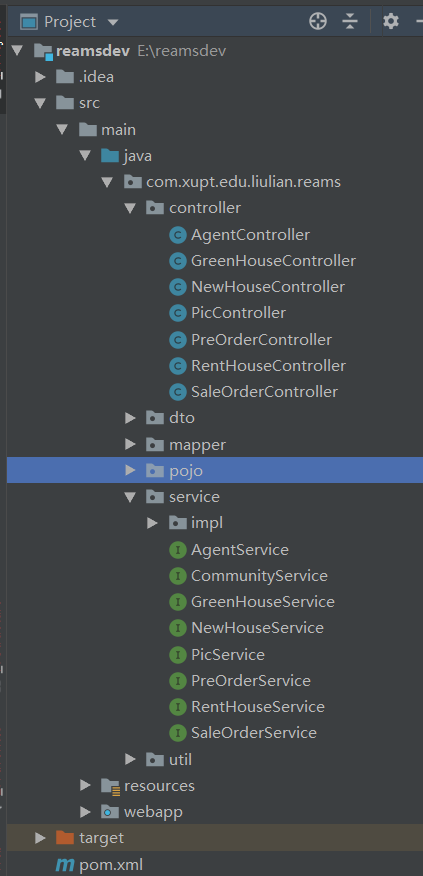 Project
reamsdev E:\reamsdev
.idea
src
main
java
com.xupt.edu.liulian.reams
controller
AgentController
GreenHouseController
NewHouseController
PicController
PreOrderController
RentHouseController
SaleOrderController
dto
mapper
pojo
service
impl
AgentService
CommunityService
GreenHouseService
NewHouseService
PicService
PreOrderService
RentHouseService
SaleOrderService
util
resources
webapp
target
pom.xml